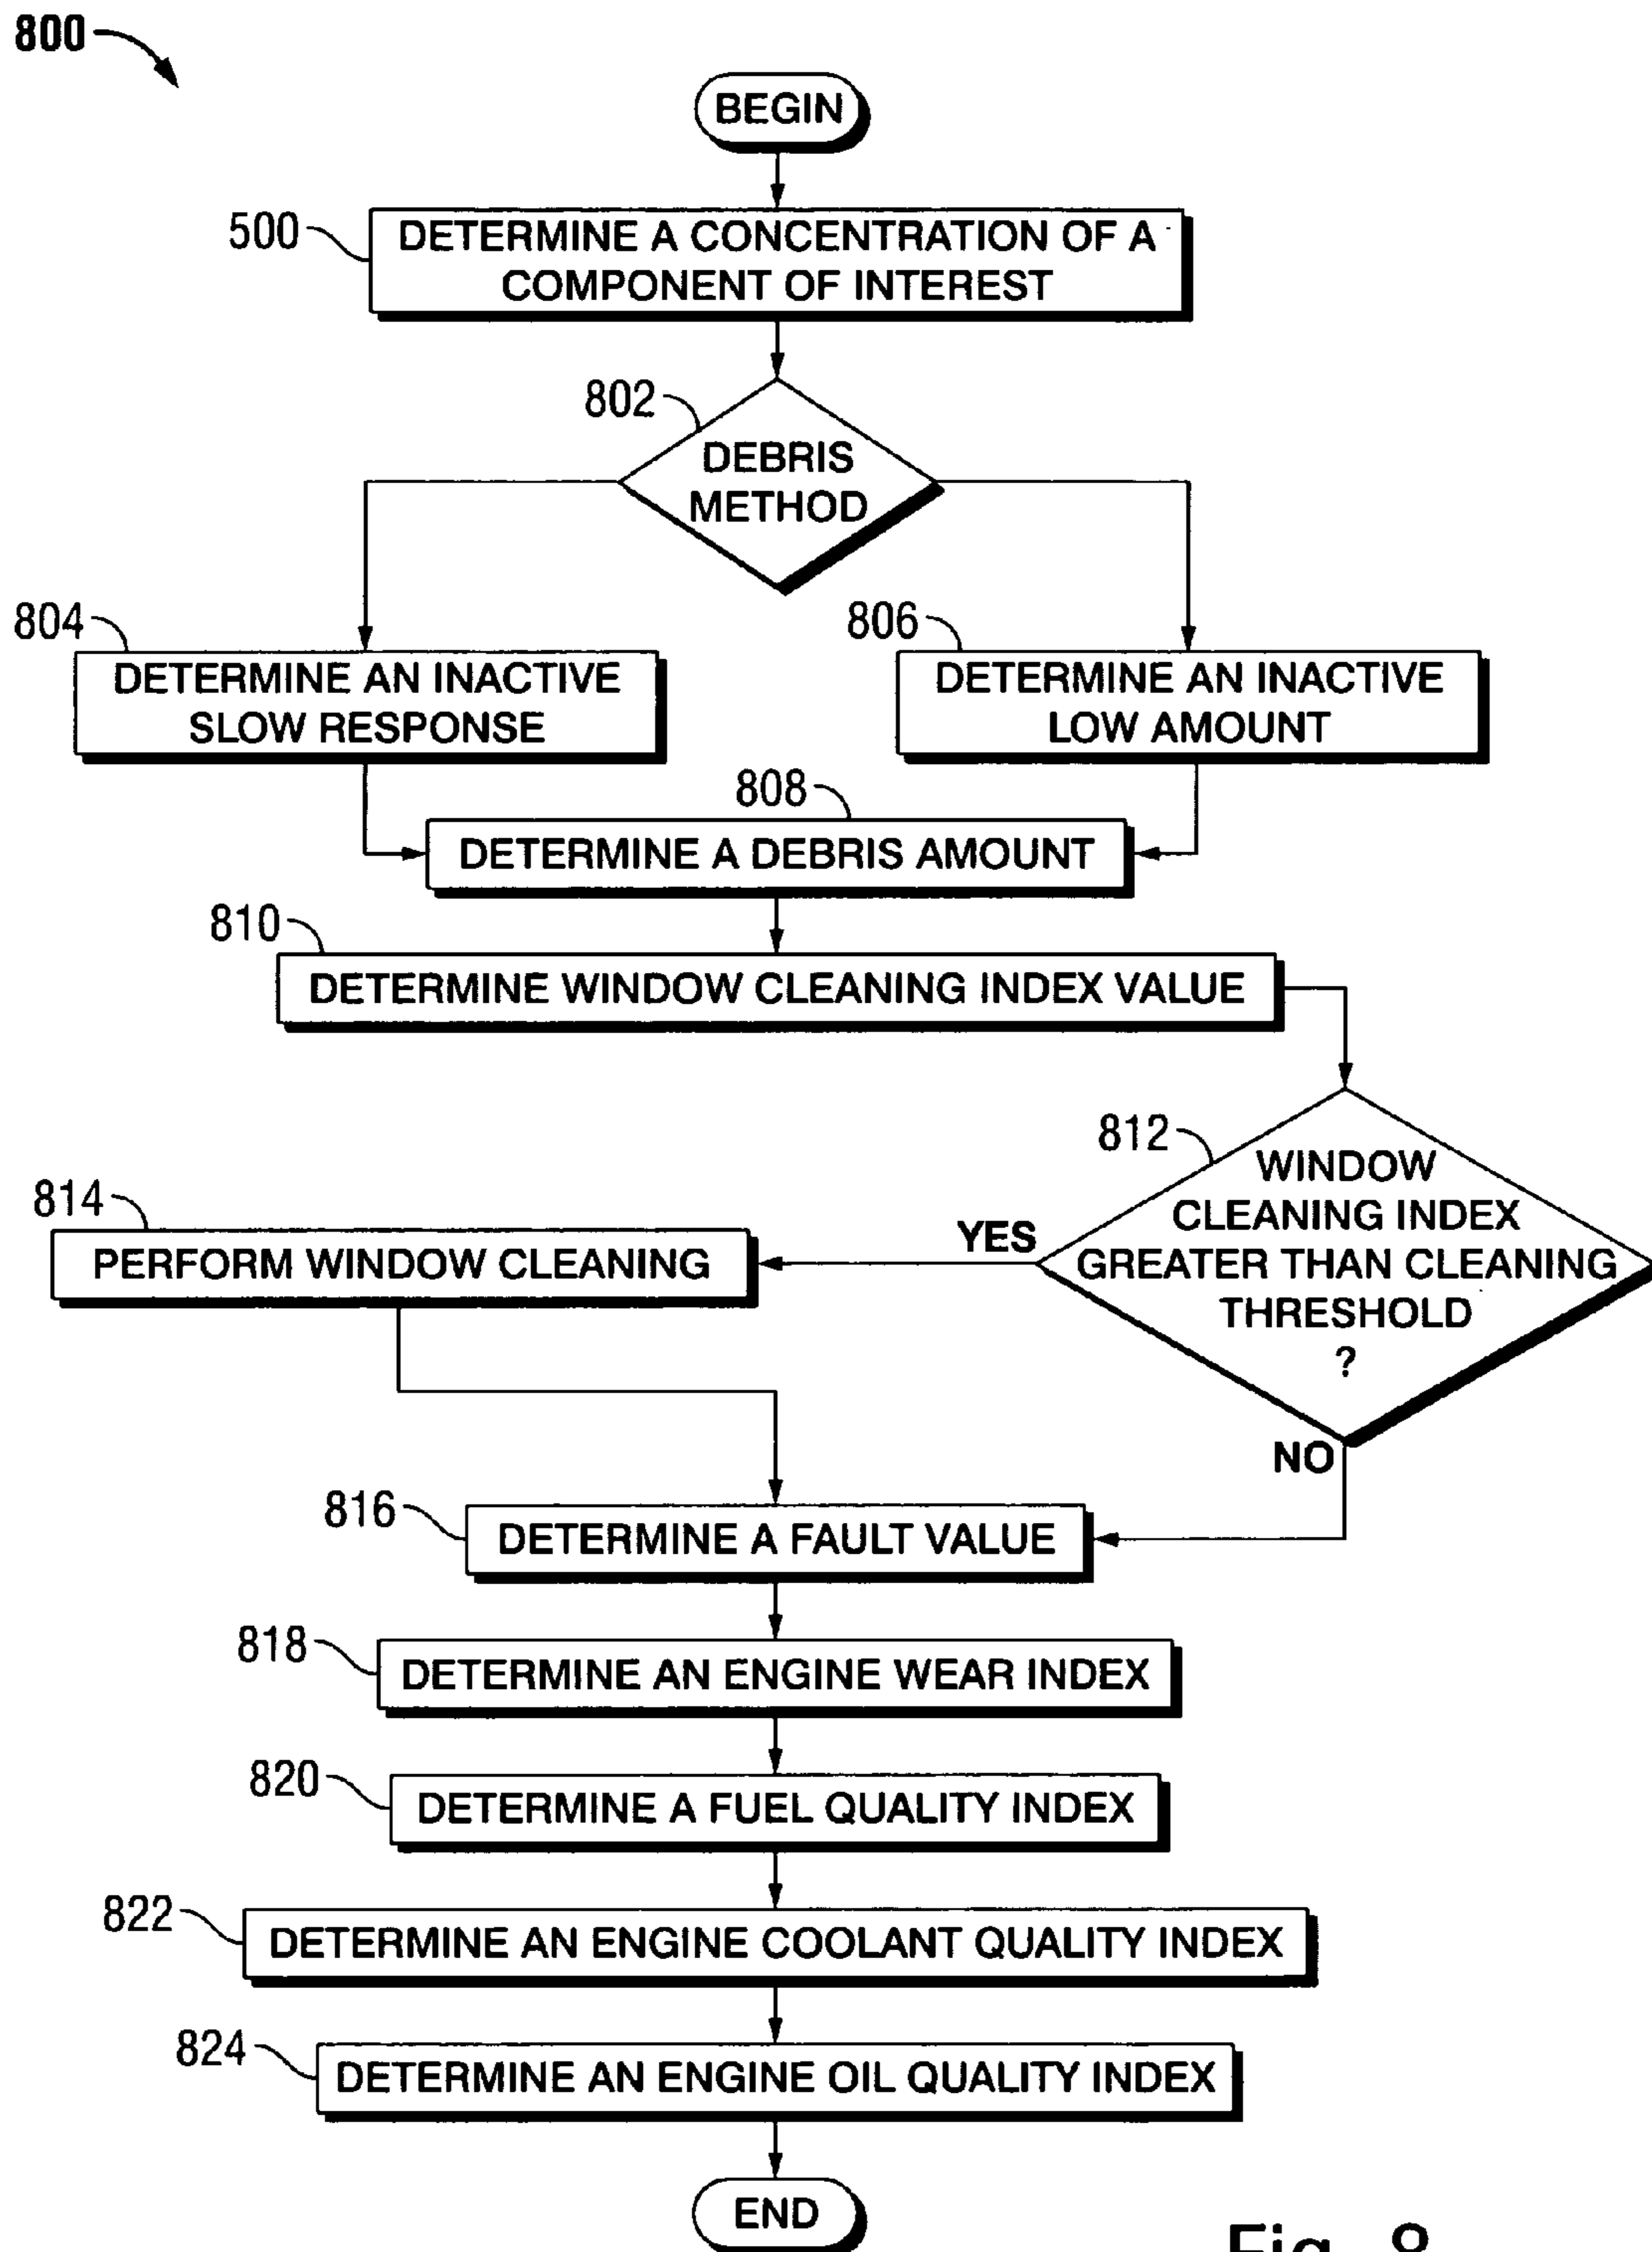 800
BEGIN
500
DETERMINE A CONCENTRATION OF A
COMPONENT OF INTEREST
802
DEBRIS
METHOD
804
DETERMINE AN INACTIVE
SLOW RESPONSE
806
DETERMINE AN INACTIVE
LOW AMOUNT
808
DETERMINE A DEBRIS AMOUNT
810
DETERMINE WINDOW CLEANING INDEX VALUE
812
WINDOW
CLEANING INDEX
GREATER THAN CLEANING
THRESHOLD
?
YES
814
PERFORM WINDOW CLEANING
NO
816
DETERMINE A FAULT VALUE
818
DETERMINE AN ENGINE WEAR INDEX
820
DETERMINE A FUEL QUALITY INDEX
822
DETERMINE AN ENGINE COOLANT QUALITY INDEX
824
DETERMINE AN ENGINE OIL QUALITY INDEX
END
Fig. 8